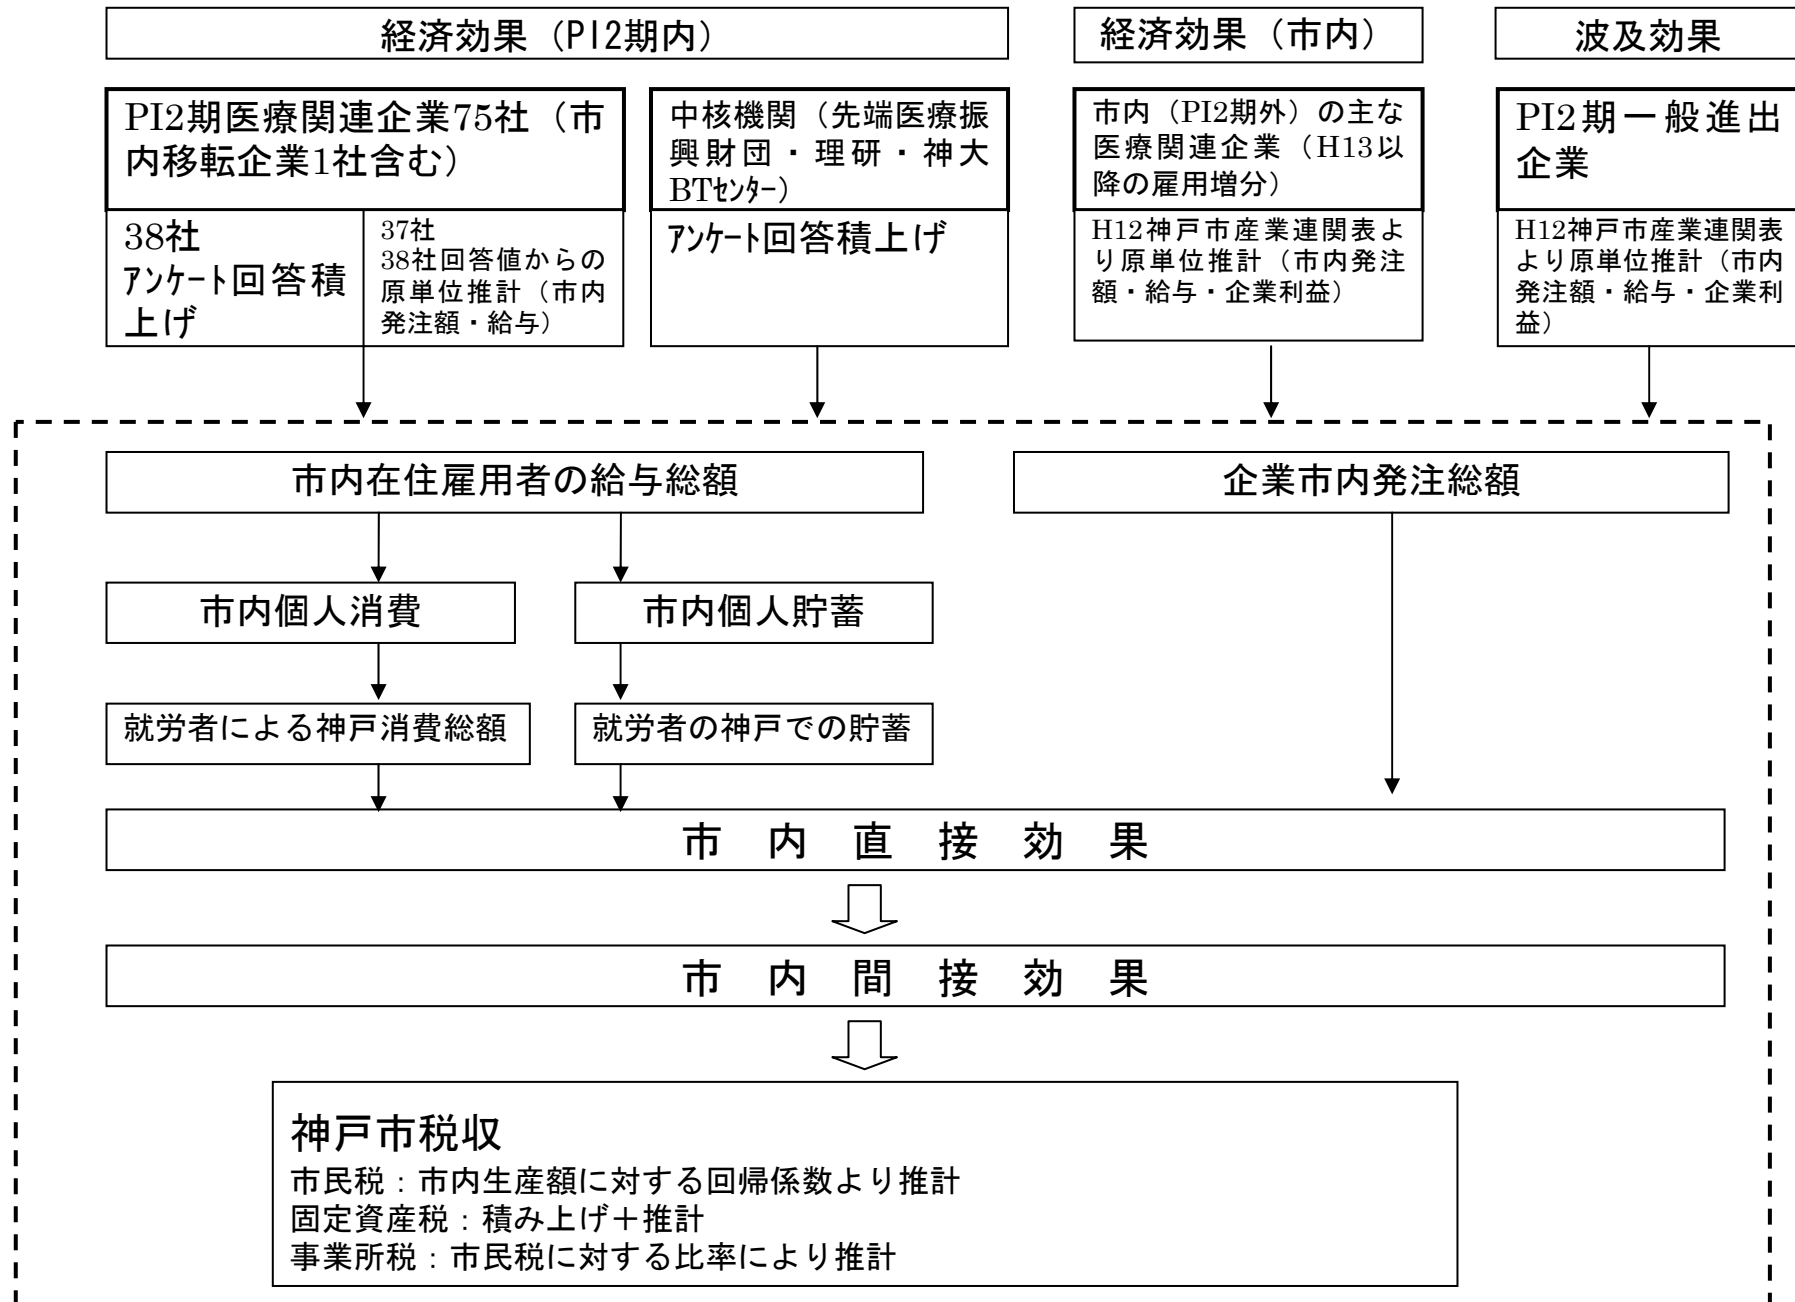 経済効果（PI2期内）
経済効果（市内）
波及効果
PI2期医療関連企業75社（市
内移転企業1社含む）
38社
ｱﾝｹｰﾄ回答積
上げ
37社
38社回答値からの
原単位推計（市内
発注額・給与）
中核機関（先端医療振
興財団・理研・神大
BTｾﾝﾀｰ）
ｱﾝｹｰﾄ回答積上げ
市内（PI2期外）の主な
医療関連企業（H13以
降の雇用増分）
H12神戸市産業連関表よ
り原単位推計（市内発注
額・給与・企業利益）
PI2期一般進出
企業
H12神戸市産業連関表
より原単位推計（市内
発注額・給与・企業利
益）
市内在住雇用者の給与総額
企業市内発注総額
市内個人消費
市内個人貯蓄
就労者による神戸消費総額
就労者の神戸での貯蓄
市　内　直　接　効　果
市　内　間　接　効　果
神戸市税収
市民税：市内生産額に対する回帰係数より推計
固定資産税：積み上げ＋推計
事業所税：市民税に対する比率により推計